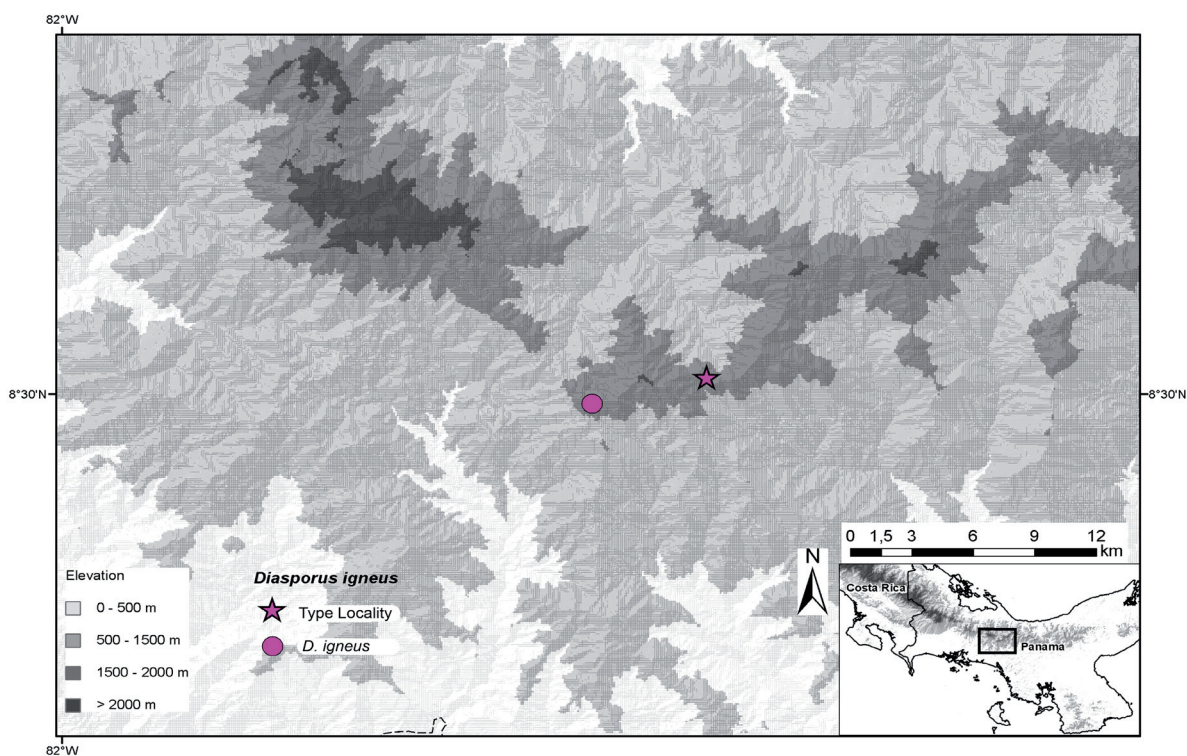 82°W
8°30'N
8°30'N
0 1,5 3 6 9 12
km
N
Elevation
0 - 500 m
500 - 1500 m
1500 - 2000 m
> 2000 m
Diasporus igneus
Type Locality
D. igneus
Costa Rica
Panama
82°W